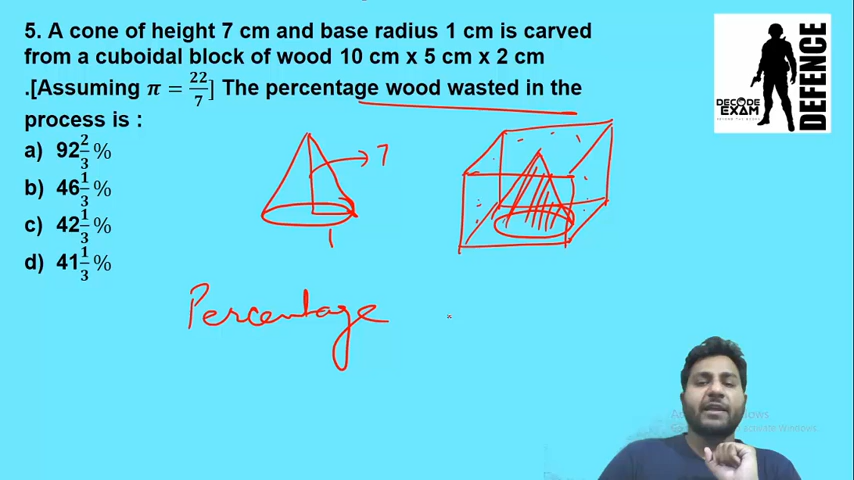 5. A cone of height 7 cm and base radius 1 cm is carved
from a cuboidal block of wood 10 cm x 5 cm x 2 cm
.[Assuming 𝝅 = 22/7] The percentage wood wasted in the
process is :
a) 92 2/3 %
b) 46 1/3 %
c) 42 1/3 %
d) 41 1/3 %
7
1
Percentage
DECODE
EXAM
DEFENCE
activate Windows.